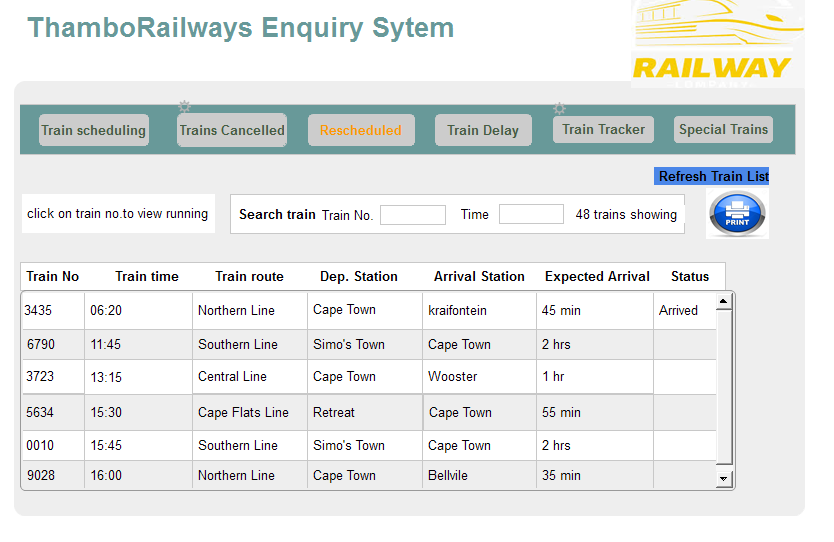 ThamboRailways Enquiry Sytem
RAILWAY
COMPANY
Train scheduling Trains Cancelled Rescheduled Train Delay Train Tracker Special Trains
Refresh Train List
click on train no.to view running Search train Train No. Time 48 trains showing
PRINT
Train No Train time Train route Dep. Station Arrival Station Expected Arrival Status
3435 06:20 Northern Line Cape Town kraifontein 45 min Arrived
6790 11:45 Southern Line Simo's Town Cape Town 2 hrs
3723 13:15 Central Line Cape Town Wooster 1 hr
5634 15:30 Cape Flats Line Retreat Cape Town 55 min
0010 15:45 Southern Line Simo's Town Cape Town 2 hrs
9028 16:00 Northern Line Cape Town Bellvile 35 min